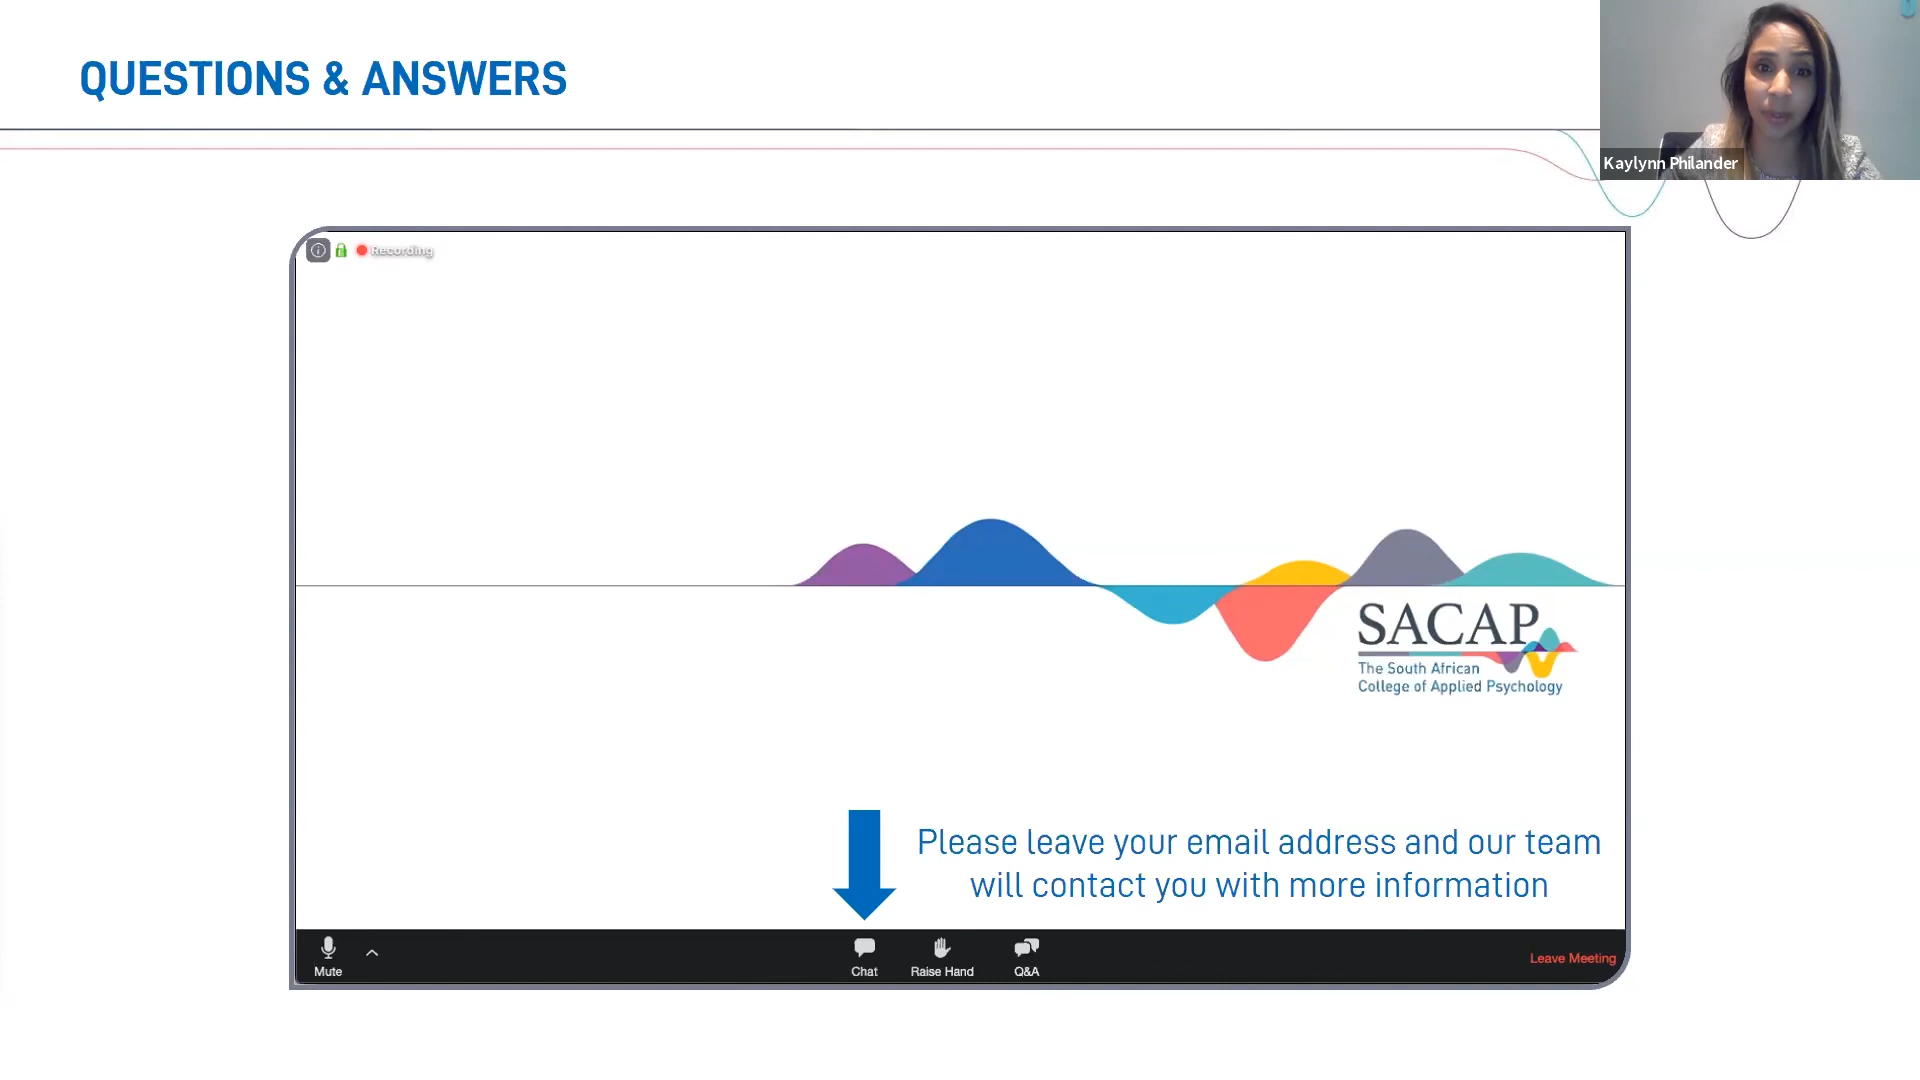 QUESTIONS & ANSWERS
Kaylynn Philander
Recording
SACAP
The South African
College of Applied Psychology
Please leave your email address and our team
will contact you with more information
Mute
Chat
Raise Hand
Q&A
Leave Meeting